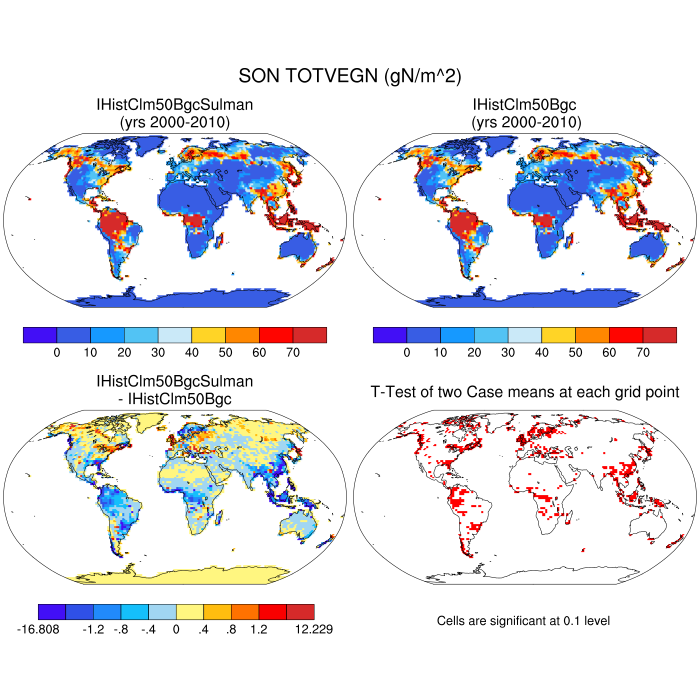 SON TOTVEGN (gN/m^2)
IHistClm50BgcSulman
(yrs 2000-2010)
IHistClm50Bgc
(yrs 2000-2010)
0 10 20 30 40 50 60 70
0 10 20 30 40 50 60 70
IHistClm50BgcSulman
- IHistClm50Bgc
T-Test of two Case means at each grid point
-16.808 -1.2 -.8 -.4 0 .4 .8 1.2 12.229
Cells are significant at 0.1 level